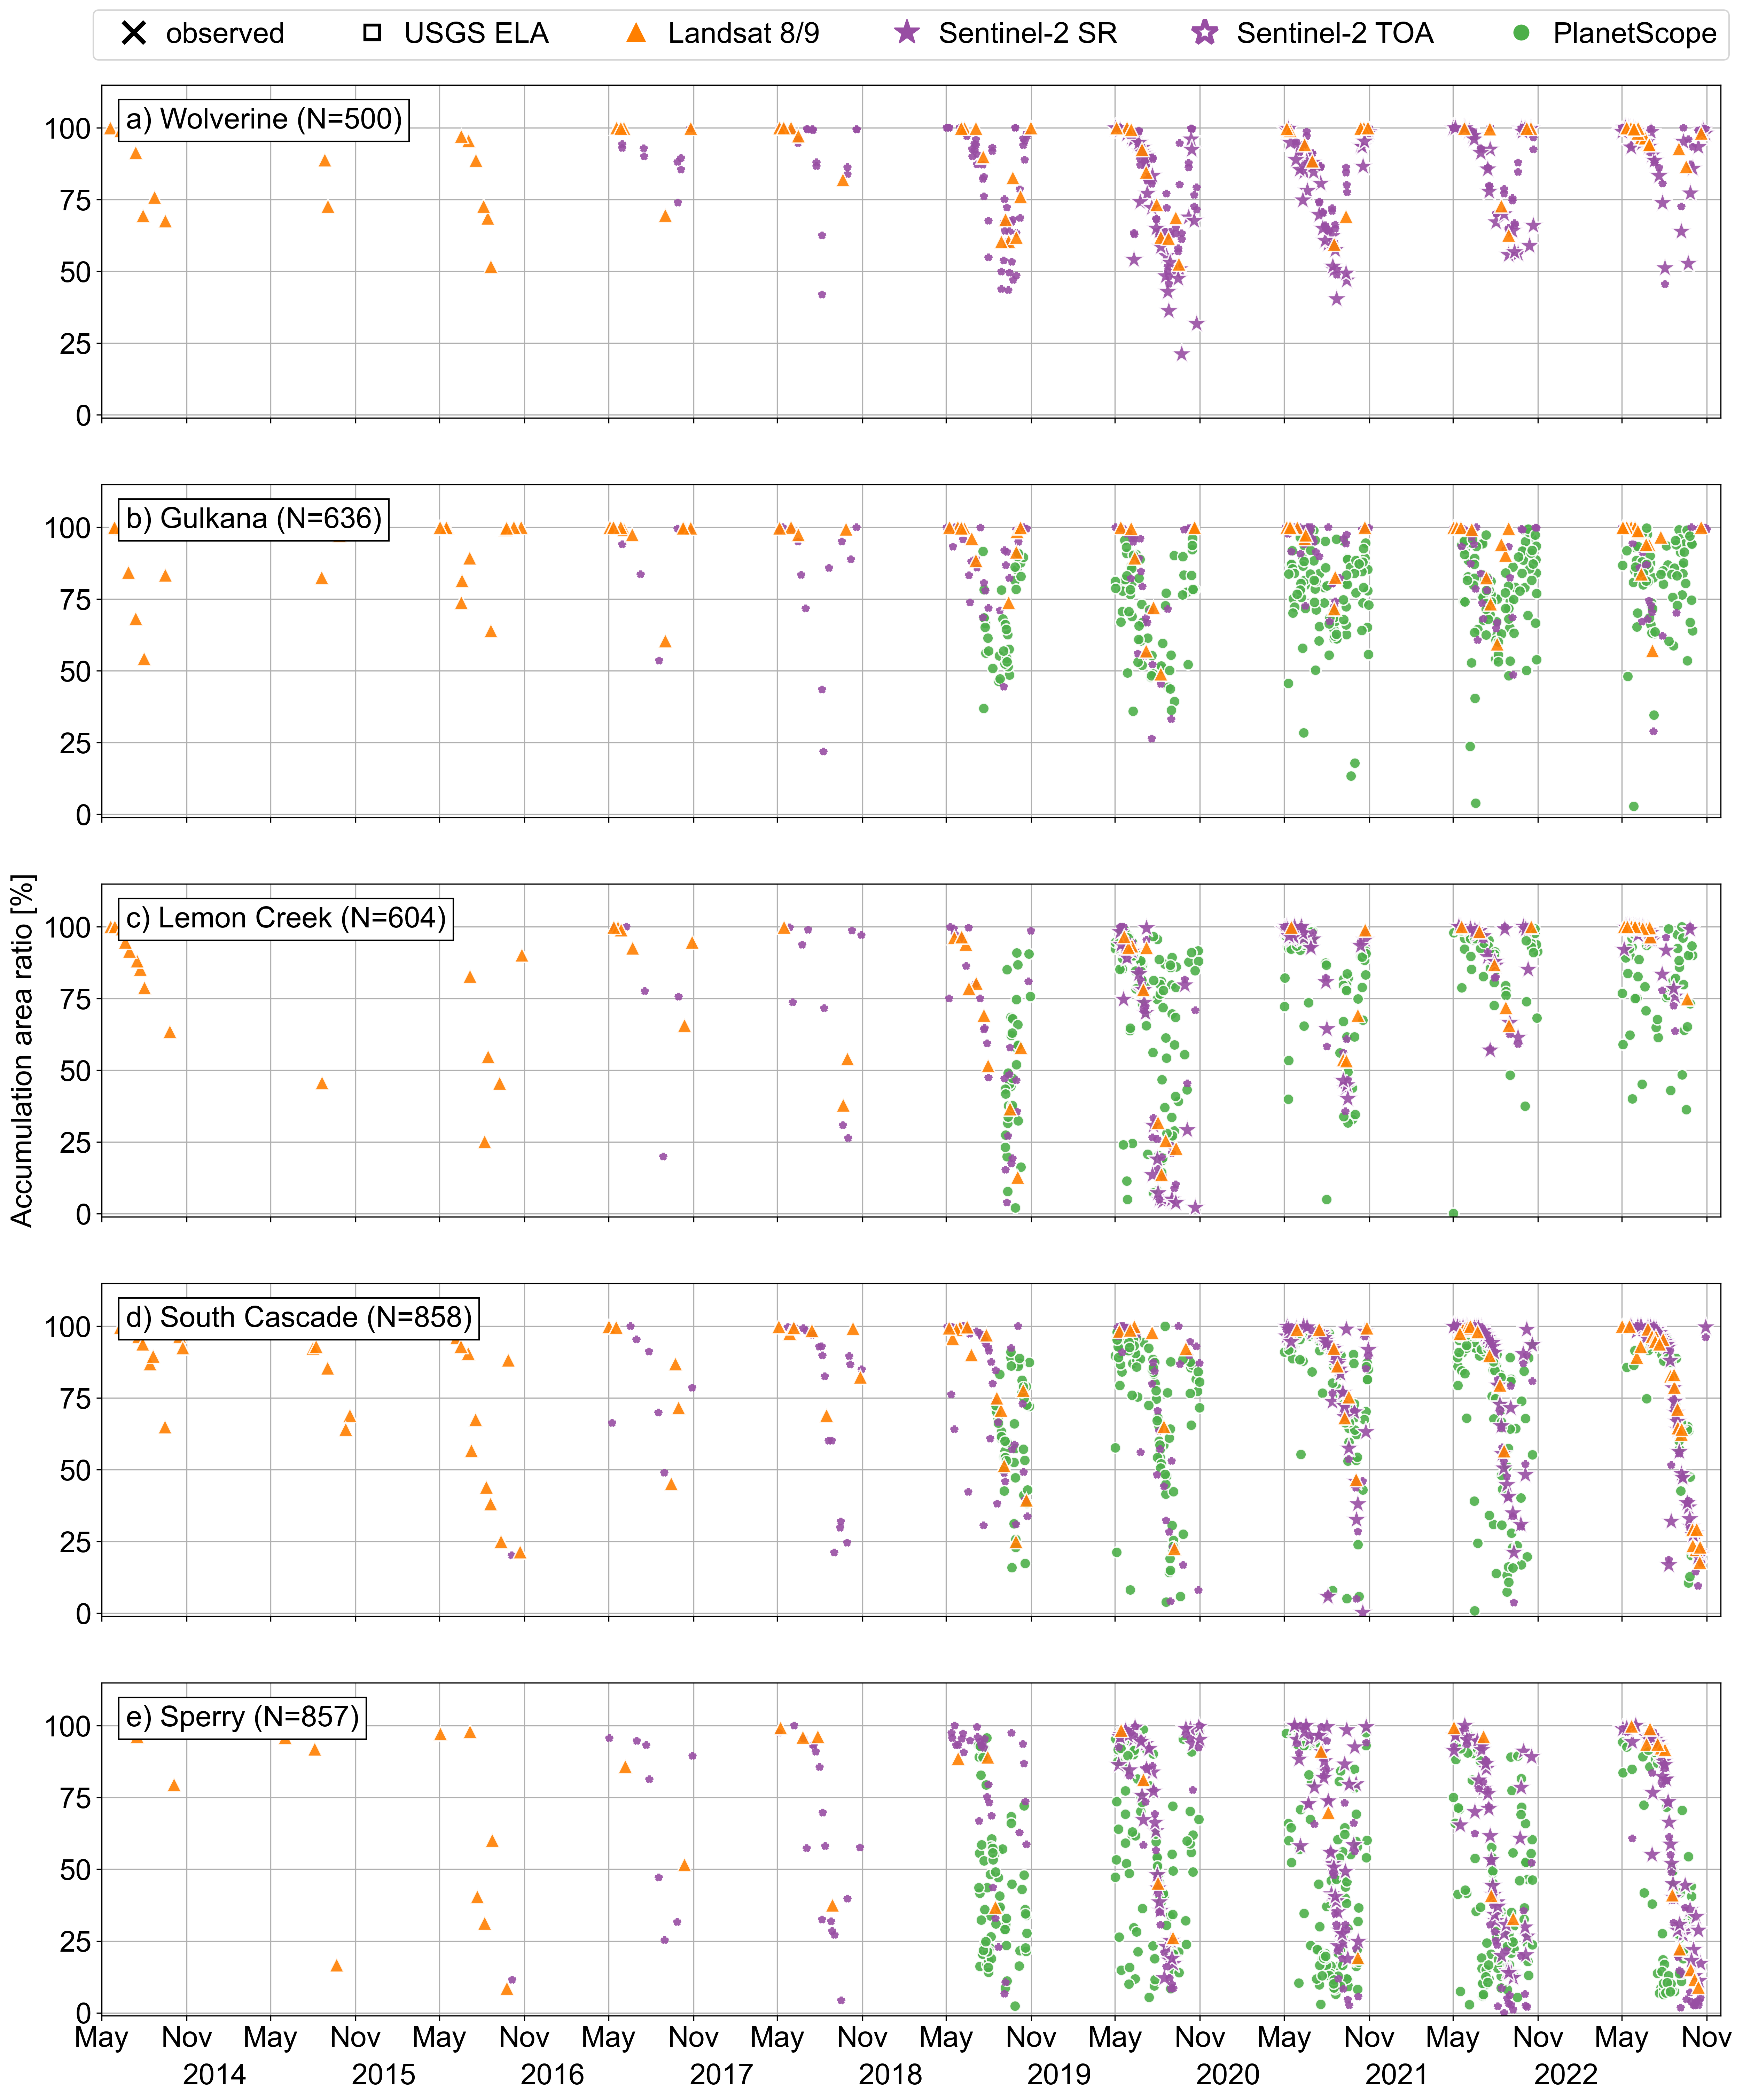 observed USGS ELA Landsat 8/9 Sentinel-2 SR Sentinel-2 TOA PlanetScope
a) Wolverine (N=500)
100
75
50
25
0
b) Gulkana (N=636)
100
75
50
25
0
Accumulation area ratio [%]
c) Lemon Creek (N=604)
100
75
50
25
0
d) South Cascade (N=858)
100
75
50
25
0
e) Sperry (N=857)
100
75
50
25
0
May Nov May Nov May Nov May Nov May Nov May Nov May Nov May Nov May Nov May Nov
2014 2015 2016 2017 2018 2019 2020 2021 2022